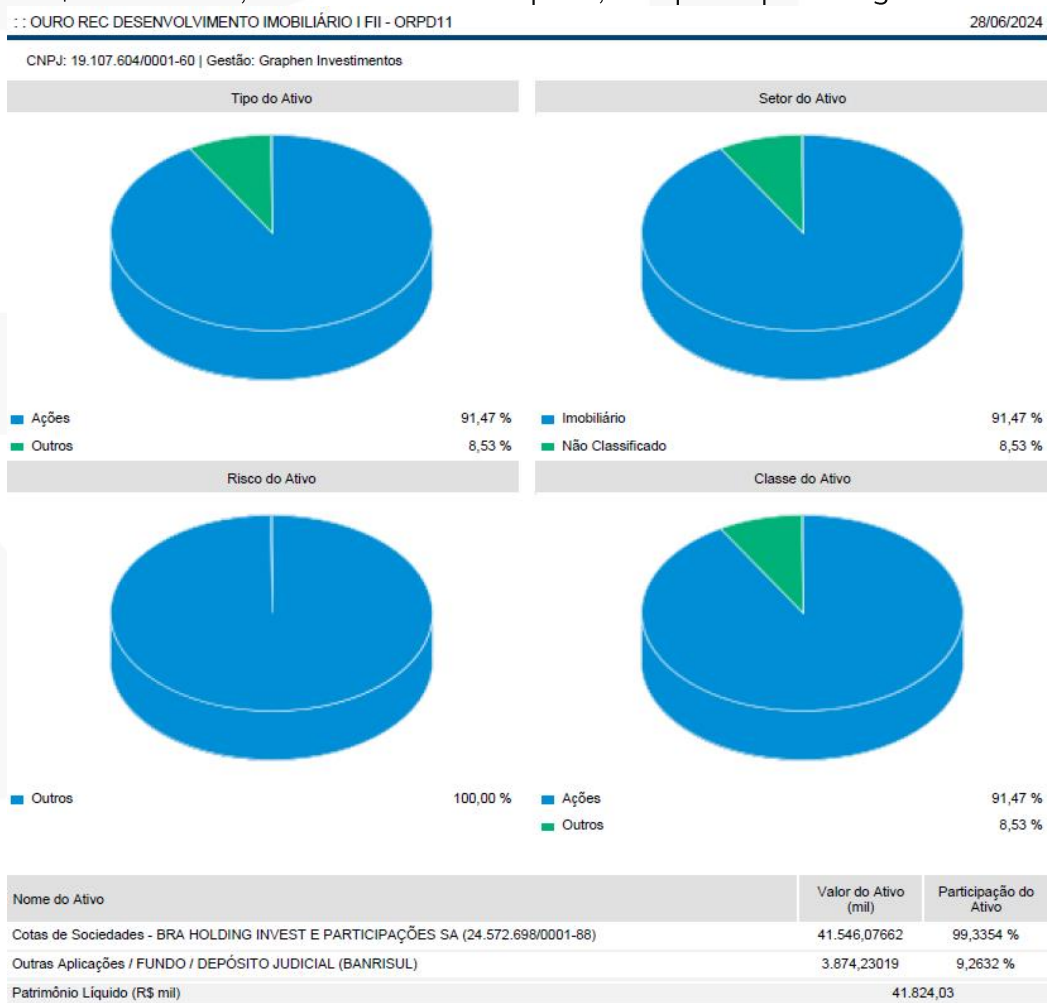 : : OURO REC DESENVOLVIMENTO IMOBILIÁRIO I FII - ORPD11 28/06/2024
CNPJ: 19.107.604/0001-60 | Gestão: Graphen Investimentos
Tipo do Ativo Setor do Ativo
Ações 91,47 % Imobiliário 91,47 %
Outros 8,53 % Não Classificado 8,53 %
Risco do Ativo Classe do Ativo
Outros 100,00 % Ações 91,47 %
Outros 8,53 %
Nome do Ativo Valor do Ativo (mil) Participação do Ativo
Cotas de Sociedades - BRA HOLDING INVEST E PARTICIPAÇÕES SA (24.572.698/0001-88) 41.546,07662 99,3354 %
Outras Aplicações / FUNDO / DEPÓSITO JUDICIAL (BANRISUL) 3.874,23019 9,2632 %
Patrimônio Líquido (R$ mil) 41.824,03